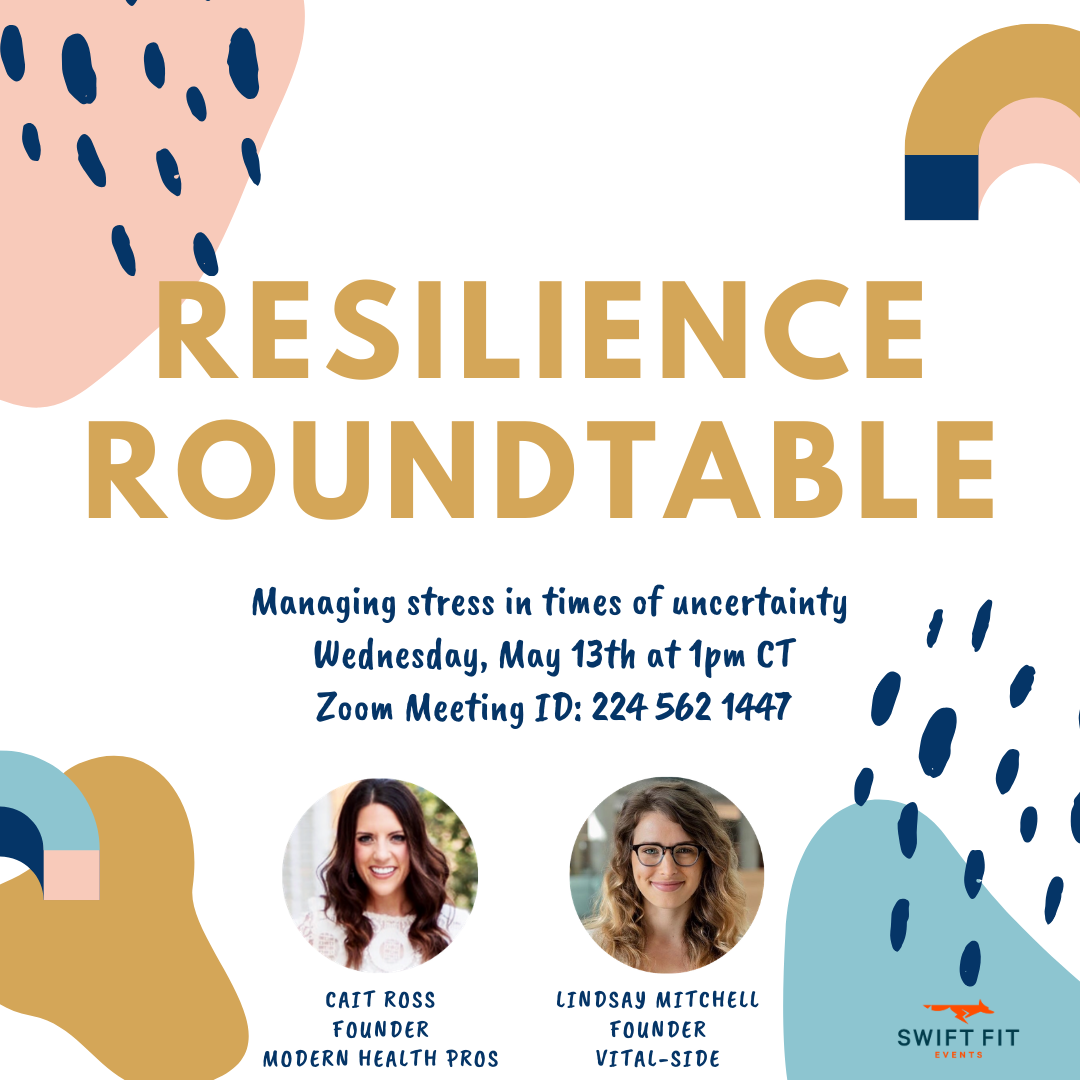 RESILIENCE
ROUNDTABLE
Managing stress in times of uncertainty
Wednesday, May 13th at 1pm CT
Zoom Meeting ID: 224 562 1447
CAIT ROSS
FOUNDER
MODERN HEALTH PROS
LINDSAY MITCHELL
FOUNDER
VITAL-SIDE
SWIFT FIT
EVENTS